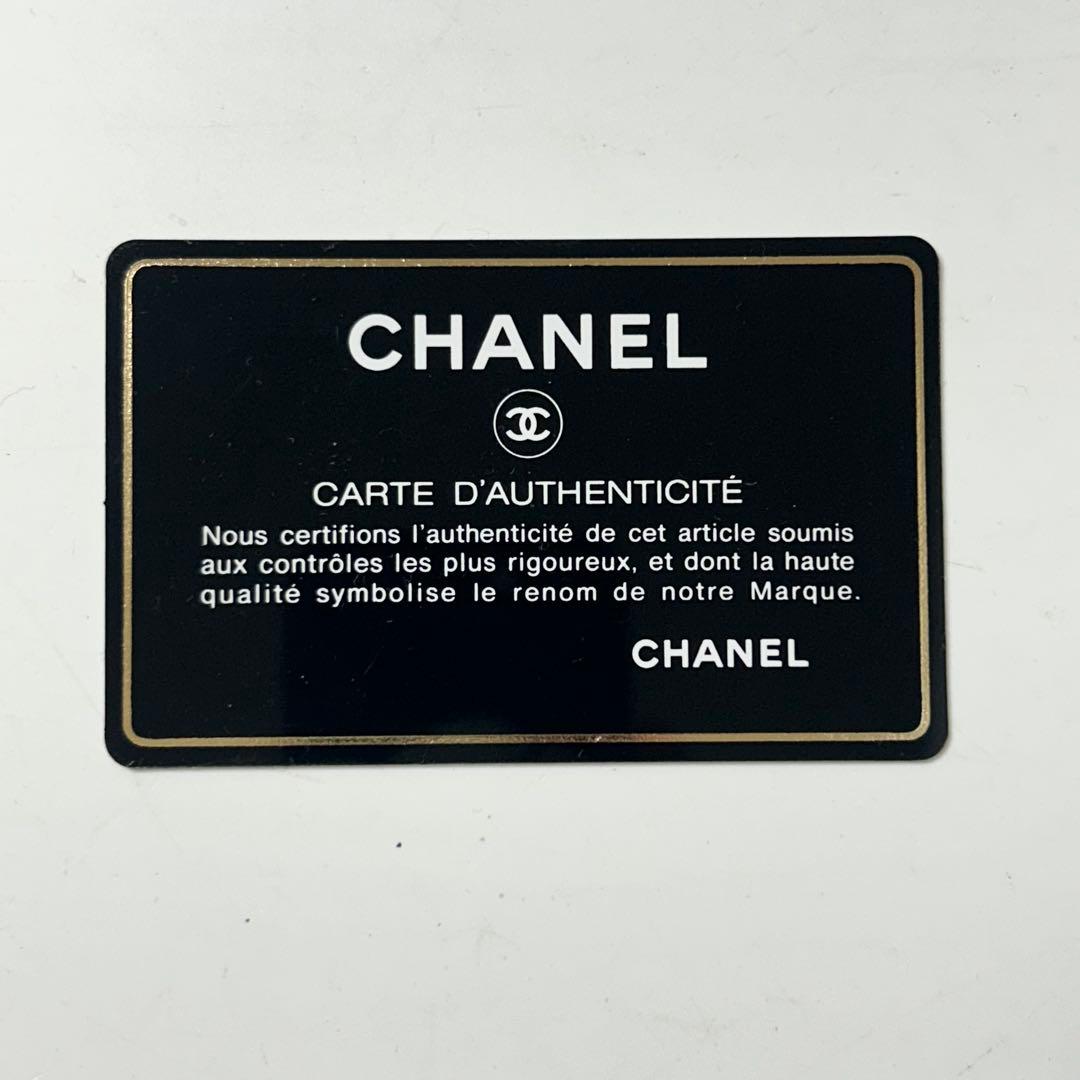 CHANEL
CARTE D'AUTHENTICITÉ
Nous certifions l'authenticité de cet article soumis
aux contrôles les plus rigoureux, et dont la haute
qualité symbolise le renom de notre Marque.
CHANEL